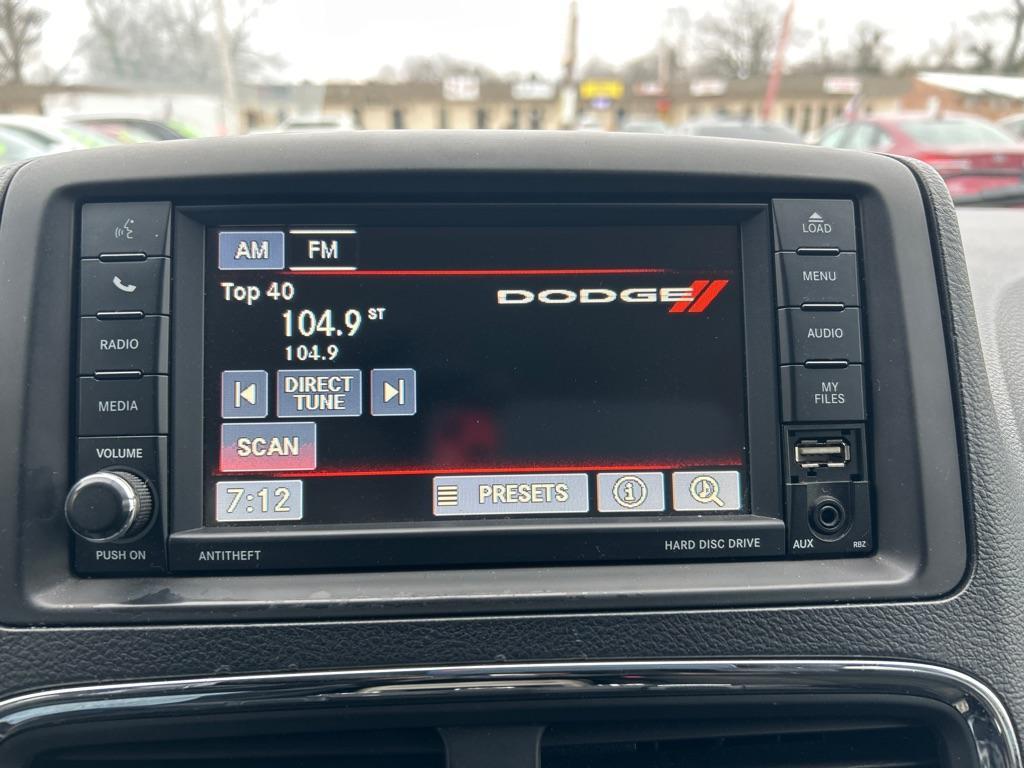 AM FM
Top 40
104.9 ST
104.9
DIRECT
TUNE
SCAN
7:12
PRESETS
DODGE
RADIO
MEDIA
VOLUME
PUSH ON
ANTITHEFT
HARD DISC DRIVE
LOAD
MENU
AUDIO
MY
FILES
AUX
RBZ